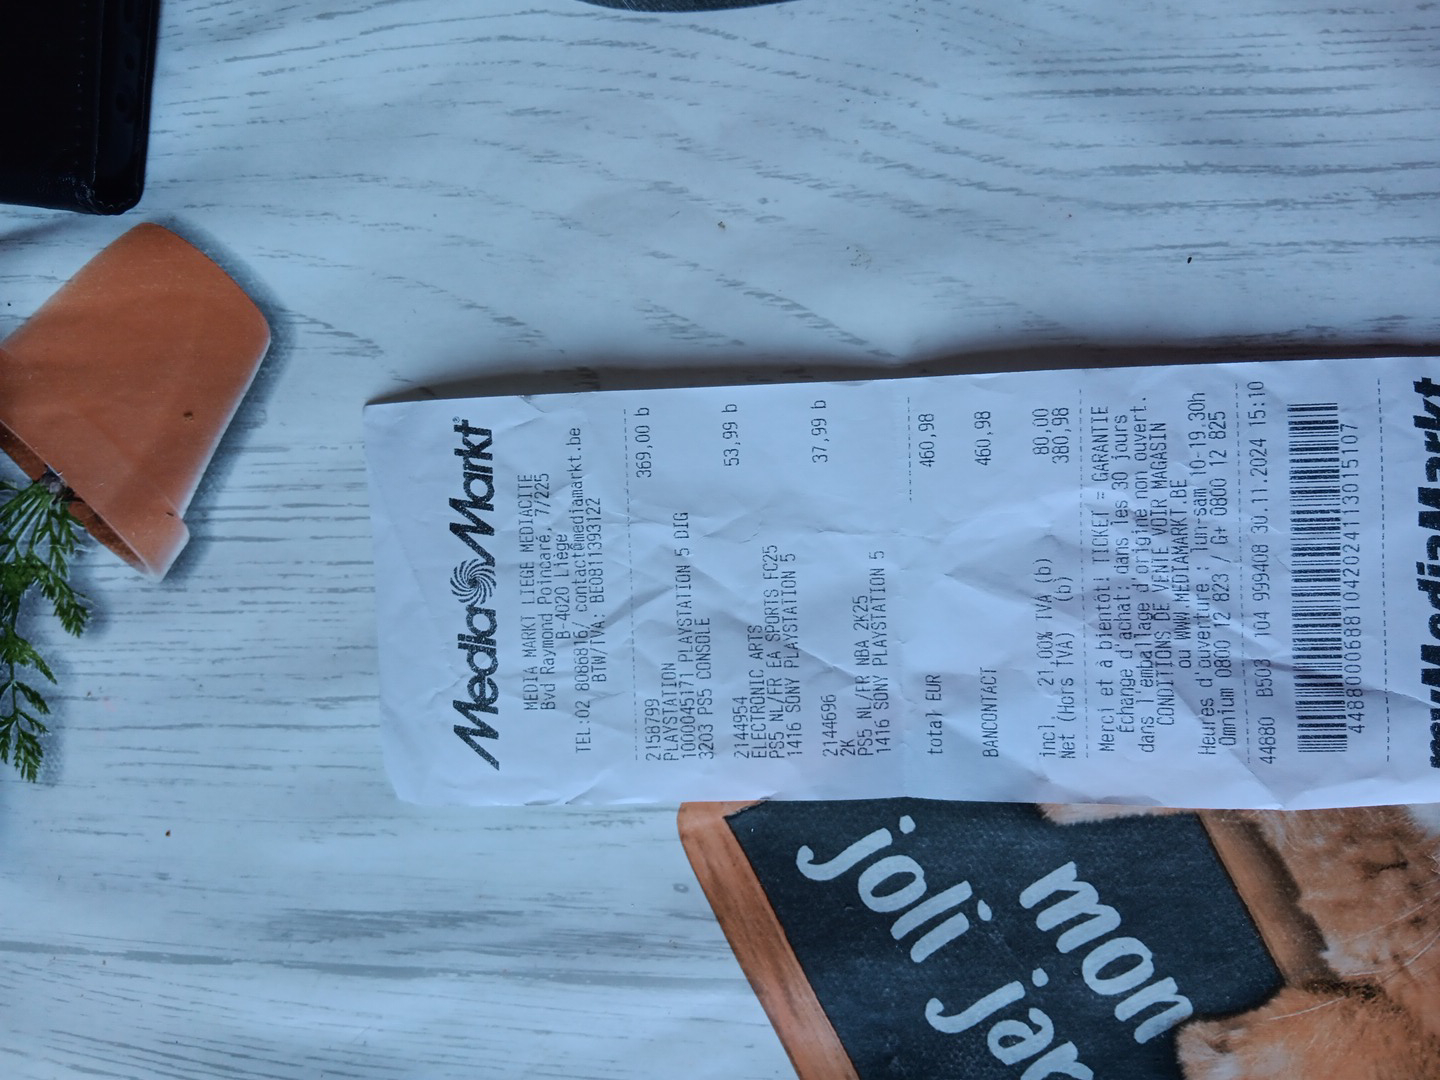 MediaMarkt®
MEDIA MARKT LIEGE MEDIACITE
Bvd Raymond Poincaré, 7/225
B-4020 Liège
TEL.:02 8086816/ contact@mediamarkt.be
BTW/TVA: BE0811393122
2158799 369,00 b
PLAYSTATION
1000045171 PLAYSTATION 5 DIG
3203 PS5 CONSOLE
2144954 53,99 b
ELECTRONIC ARTS
PS5 NL/FR EA SPORTS FC25
1416 SONY PLAYSTATION 5
2144696 37,99 b
2K
PS5 NL/FR NBA 2K25
1416 SONY PLAYSTATION 5
total EUR 460,98
BANCONTACT 460,98
incl. 21,00% TVA (b) 80,00
Net (Hors TVA) (b) 380,98
Merci et à bientôt! TICKET = GARANTIE
Échange d'achat: dans les 30 jours
dans l'emballage d'origine non ouvert.
CONDITIONS DE VENTE VOIR MAGASIN
ou WWW.MEDIAMARKT.BE
Heures d'ouverture : lun-sam 10-19.30h
Omnium 0800 12 823 / G+ 0800 12 825
44680 B503 104 999408 30.11.2024 15:10
myMediaMarkt
mon
joli jar